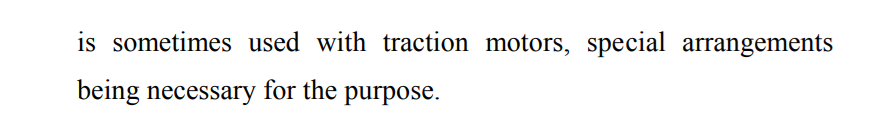 is sometimes used with traction motors, special arrangements
being necessary for the purpose.